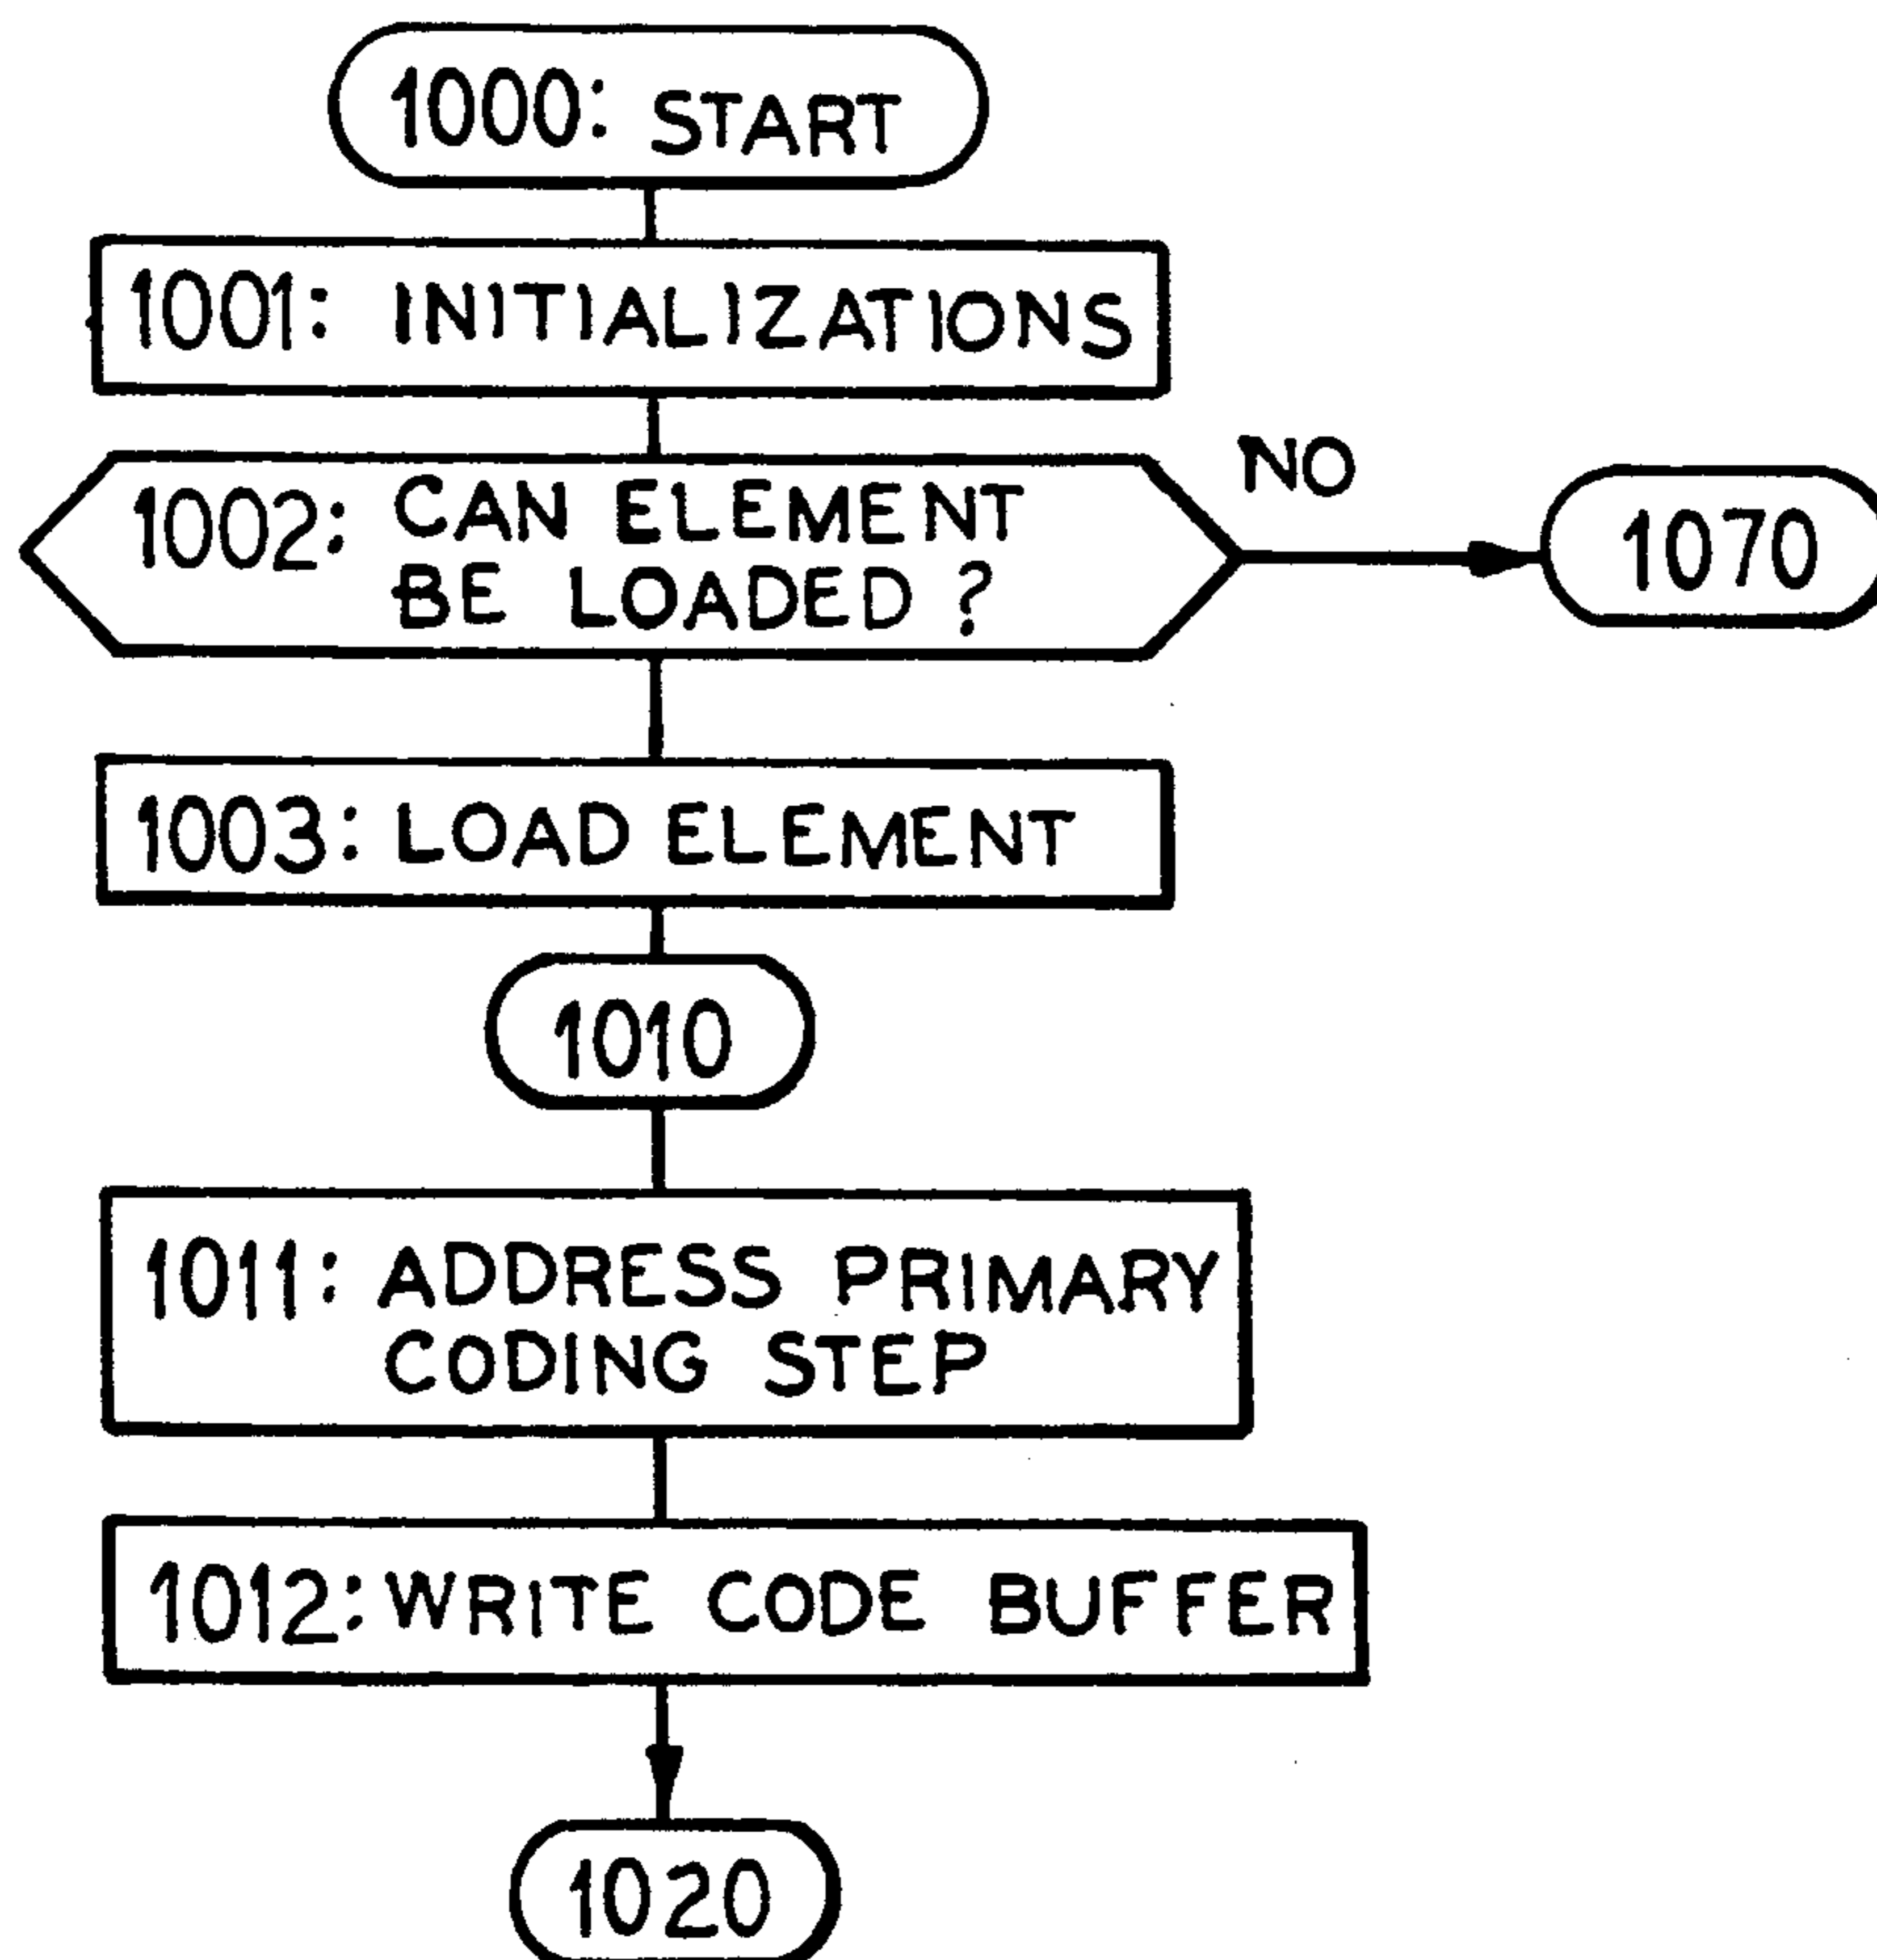 1000: START
1001: INITIALIZATIONS
NO
1002: CAN ELEMENT
BE LOADED ?
1070
1003: LOAD ELEMENT
1010
1011: ADDRESS PRIMARY
CODING STEP
1012: WRITE CODE BUFFER
1020